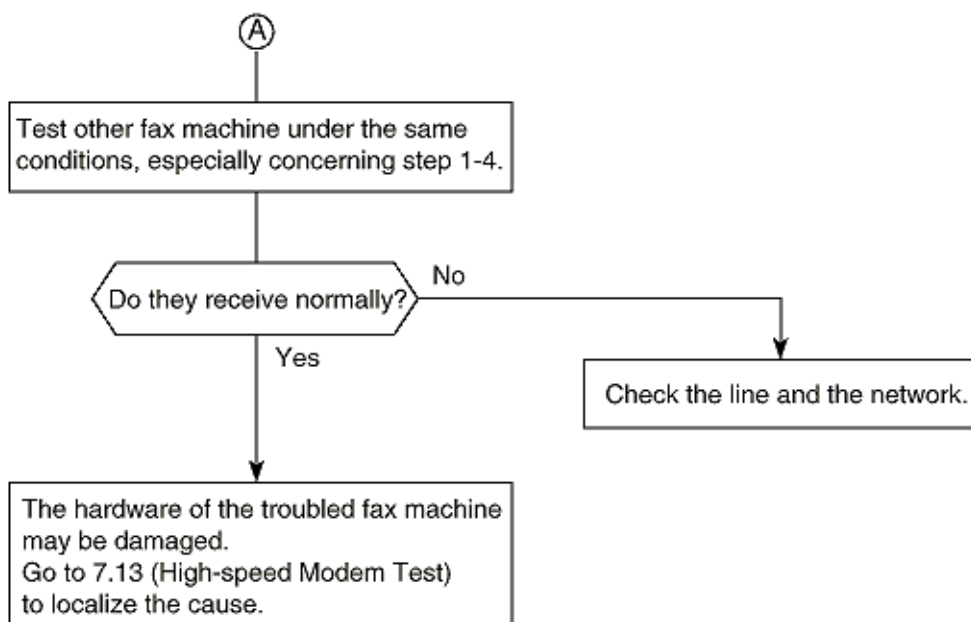 A
Test other fax machine under the same
conditions, especially concerning step 1-4.
Do they receive normally?
No
Yes
Check the line and the network.
The hardware of the troubled fax machine
may be damaged.
Go to 7.13 (High-speed Modem Test)
to localize the cause.